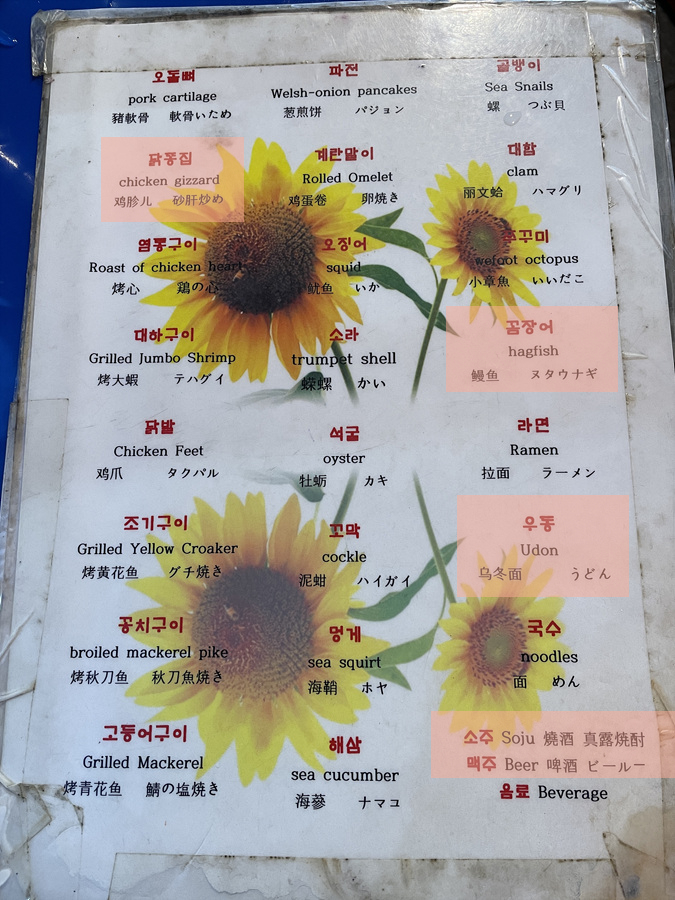 오돌뼈
pork cartilage
豬軟骨 軟骨いため
닭똥집
chicken gizzard
鸡胗儿 砂肝炒め
염통구이
Roast of chicken heart
烤心 鶏の心
대하구이
Grilled Jumbo Shrimp
烤大蝦 テハグイ
닭발
Chicken Feet
鸡爪 タクパル
조기구이
Grilled Yellow Croaker
烤黄花鱼 グチ焼き
꽁치구이
broiled mackerel pike
烤秋刀鱼 秋刀魚焼き
고등어구이
Grilled Mackerel
烤青花鱼 鯖の塩焼き
파전
Welsh-onion pancakes
葱煎饼 パジョン
계란말이
Rolled Omelet
鸡蛋卷 卵焼き
오징어
squid
鱿鱼 いか
소라
trumpet shell
蝾螺 かい
석굴
oyster
牡蛎 カキ
꼬막
cockle
泥蚶 ハイガイ
멍게
sea squirt
海鞘 ホヤ
해삼
sea cucumber
海蔘 ナマコ
골뱅이
Sea Snails
螺 つぶ貝
대합
clam
丽文蛤 ハマグリ
쭈꾸미
wefoot octopus
小章魚 いいだこ
꼼장어
hagfish
鳗鱼 ヌタウナギ
라면
Ramen
拉面 ラーメン
우동
Udon
乌冬面 うどん
국수
noodles
面 めん
소주 Soju 燒酒 真露焼酎
맥주 Beer 啤酒 ビールー
음료 Beverage